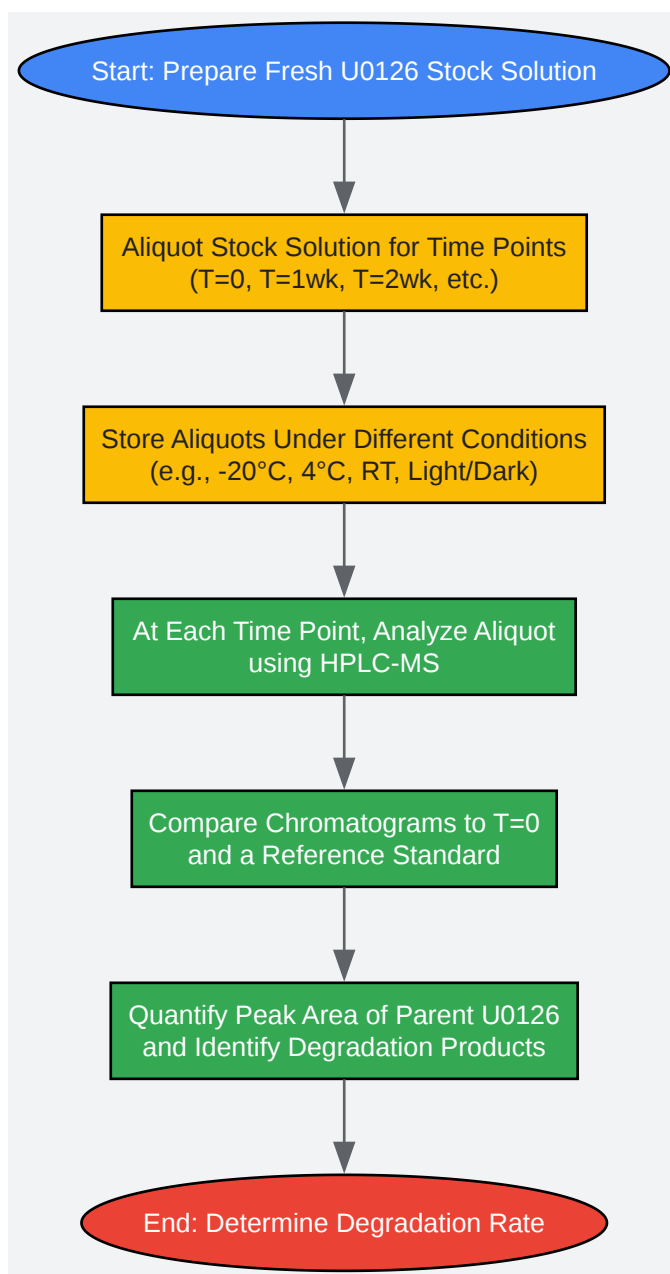 Start: Prepare Fresh U0126 Stock Solution
Aliquot Stock Solution for Time Points
(T=0, T=1wk, T=2wk, etc.)
Store Aliquots Under Different Conditions
(e.g., -20°C, 4°C, RT, Light/Dark)
At Each Time Point, Analyze Aliquot
using HPLC-MS
Compare Chromatograms to T=0
and a Reference Standard
Quantify Peak Area of Parent U0126
and Identify Degradation Products
End: Determine Degradation Rate